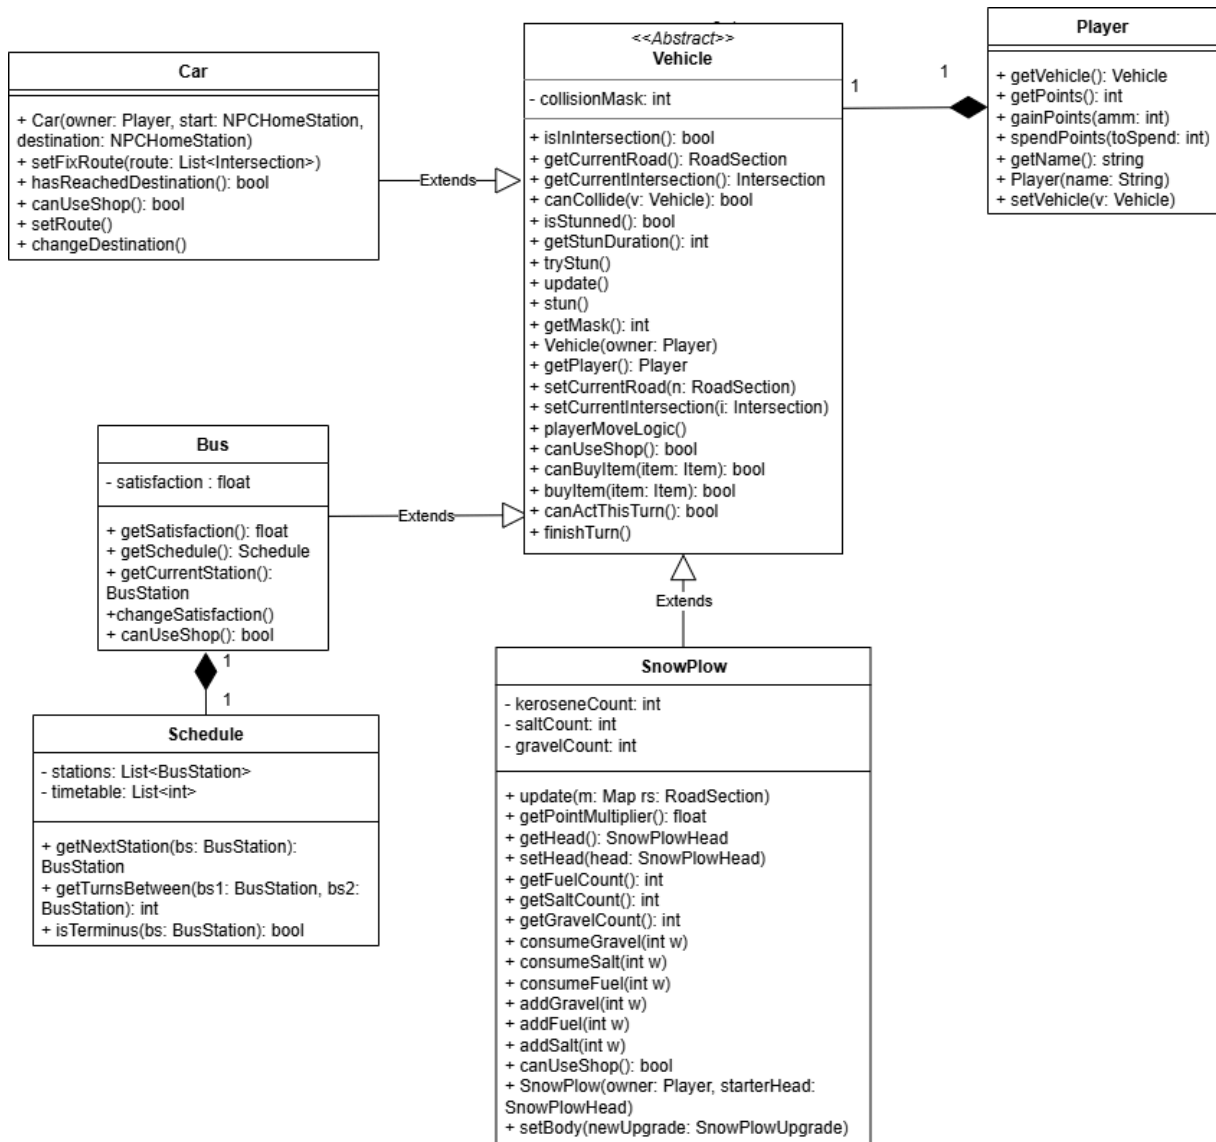 Car
+ Car(owner: Player, start: NPCHomeStation,
destination: NPCHomeStation)
+ setFixRoute(route: List<Intersection>)
+ hasReachedDestination(): bool
+ canUseShop(): bool
+ setRoute()
+ changeDestination()
Extends
<<Abstract>>
Vehicle
- collisionMask: int
+ isInIntersection(): bool
+ getCurrentRoad(): RoadSection
+ getCurrentIntersection(): Intersection
+ canCollide(v: Vehicle): bool
+ isStunned(): bool
+ getStunDuration(): int
+ tryStun()
+ update()
+ stun()
+ getMask(): int
+ Vehicle(owner: Player)
+ getPlayer(): Player
+ setCurrentRoad(n: RoadSection)
+ setCurrentIntersection(i: Intersection)
+ playerMoveLogic()
+ canUseShop(): bool
+ canBuyItem(item: Item): bool
+ buyItem(item: Item): bool
+ canActThisTurn(): bool
+ finishTurn()
1
1
Player
+ getVehicle(): Vehicle
+ getPoints(): int
+ gainPoints(amm: int)
+ spendPoints(toSpend: int)
+ getName(): string
+ Player(name: String)
+ setVehicle(v: Vehicle)
Bus
- satisfaction : float
+ getSatisfaction(): float
+ getSchedule(): Schedule
+ getCurrentStation():
BusStation
+changeSatisfaction()
+ canUseShop(): bool
Extends
1
1
Schedule
- stations: List<BusStation>
- timetable: List<int>
+ getNextStation(bs: BusStation):
BusStation
+ getTurnsBetween(bs1: BusStation, bs2:
BusStation): int
+ isTerminus(bs: BusStation): bool
Extends
SnowPlow
- keroseneCount: int
- saltCount: int
- gravelCount: int
+ update(m: Map rs: RoadSection)
+ getPointMultiplier(): float
+ getHead(): SnowPlowHead
+ setHead(head: SnowPlowHead)
+ getFuelCount(): int
+ getSaltCount(): int
+ getGravelCount(): int
+ consumeGravel(int w)
+ consumeSalt(int w)
+ consumeFuel(int w)
+ addGravel(int w)
+ addFuel(int w)
+ addSalt(int w)
+ canUseShop(): bool
+ SnowPlow(owner: Player, starterHead:
SnowPlowHead)
+ setBody(newUpgrade: SnowPlowUpgrade)